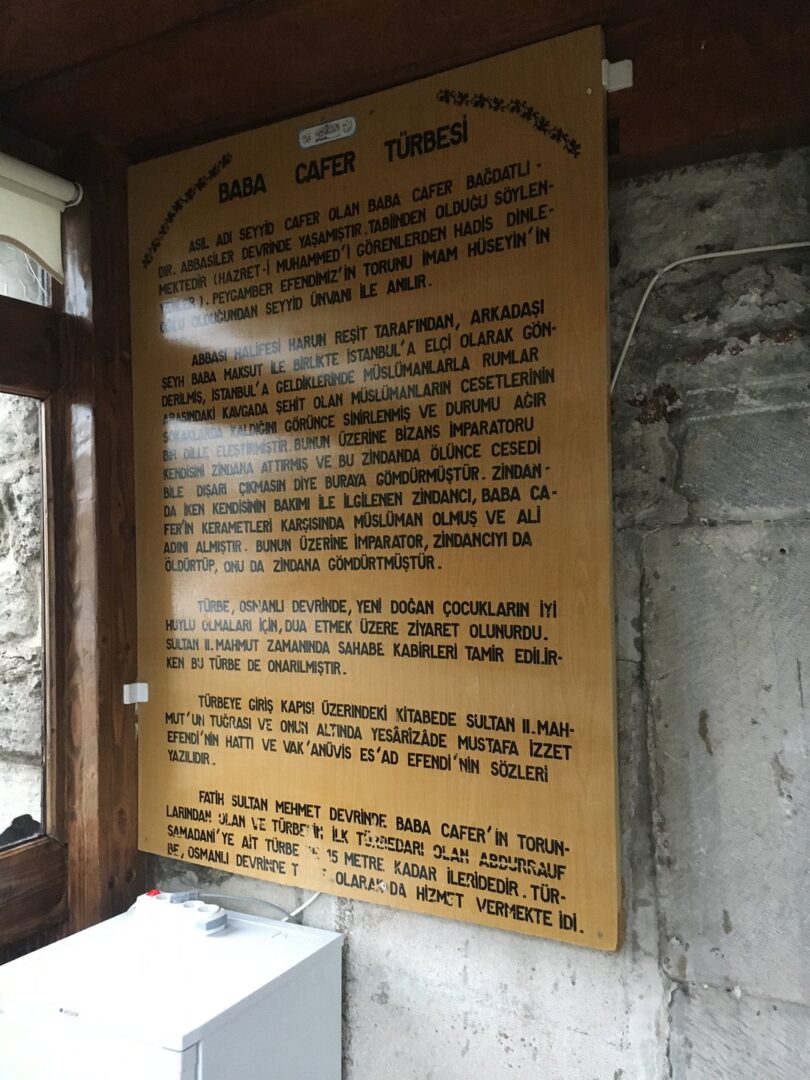 BABA CAFER TÜRBESİ
ASIL ADI SEYYİD CAFER OLAN BABA CAFER BAĞDATLI -
DIR. ABBASİLER DEVRİNDE YAŞAMIŞTIR. TABİİNDEN OLDUĞU SÖYLEN-
MEKTEDİR (HAZRET-İ MUHAMMED'İ GÖRENLERDEN HADİS DİNLE-
YENLER). PEYGAMBER EFENDİMİZ'İN TORUNU İMAM HÜSEYİN'İN
OĞLU OLDUĞUNDAN SEYYİD ÜNVANI İLE ANILIR.
ABBASİ HALİFESİ HARUN REŞİT TARAFINDAN, ARKADAŞI
ŞEYH BABA MAKSUT İLE BİRLİKTE İSTANBUL'A ELÇİ OLARAK GÖN-
DERİLMİŞ, İSTANBUL'A GELDİKLERİNDE MÜSLÜMANLARLA RUMLAR
ARASINDAKİ KAVGADA ŞEHİT OLAN MÜSLÜMANLARIN CESETLERİNİN
SOKAKLARDA KALDIĞINI GÖRÜNCE SİNİRLENMİŞ VE DURUMU AĞIR
BİR DİLLE ELEŞTİRMİŞTİR. BUNUN ÜZERİNE BİZANS İMPARATORU
KENDİSİNİ ZİNDANA ATTIRMIŞ VE BU ZİNDANDA ÖLÜNCE CESEDİ
BİLE DIŞARI ÇIKMASIN DİYE BURAYA GÖMDÜRMÜŞTÜR. ZİNDAN-
DA İKEN KENDİSİNİN BAKIMI İLE İLGİLENEN ZİNDANCI, BABA CA-
FER'İN KERAMETLERİ KARŞISINDA MÜSLÜMAN OLMUŞ VE ALİ
ADINI ALMIŞTIR. BUNUN ÜZERİNE İMPARATOR, ZİNDANCIYI DA
ÖLDÜRTÜP, ONU DA ZİNDANA GÖMDÜRTMÜŞTÜR.
TÜRBE, OSMANLI DEVRİNDE, YENİ DOĞAN ÇOCUKLARIN İYİ
HUYLU OLMALARI İÇİN, DUA ETMEK ÜZERE ZİYARET OLUNURDU.
SULTAN II. MAHMUT ZAMANINDA SAHABE KABİRLERİ TAMİR EDİLİR-
KEN BU TÜRBE DE ONARILMIŞTIR.
TÜRBEYE GİRİŞ KAPISI ÜZERİNDEKİ KİTABEDE SULTAN II. MAH-
MUT'UN TUĞRASI VE ONUN ALTINDA YESÂRİZÂDE MUSTAFA İZZET
EFENDİ'NİN HATTI VE VAK'ANÜVİS ES'AD EFENDİ'NİN SÖZLERİ
YAZILIDIR.
FATİH SULTAN MEHMET DEVRİNDE BABA CAFER'İN TORUN-
LARINDAN OLAN VE TÜRBENİN İLK TÜRBEDARI OLAN ABDURRAUF
SAMADANİ'YE AİT TÜRBE 15 METRE KADAR İLERİDEDİR. TÜR-
BE, OSMANLI DEVRİNDE OLARAK DA HİZMET VERMEKTE İDİ.